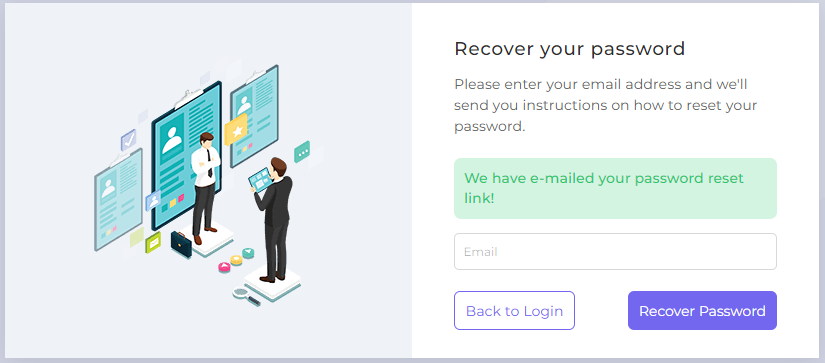 Recover your password
Please enter your email address and we'll
send you instructions on how to reset your
password.
We have e-mailed your password reset
link!
Email
Back to Login
Recover Password